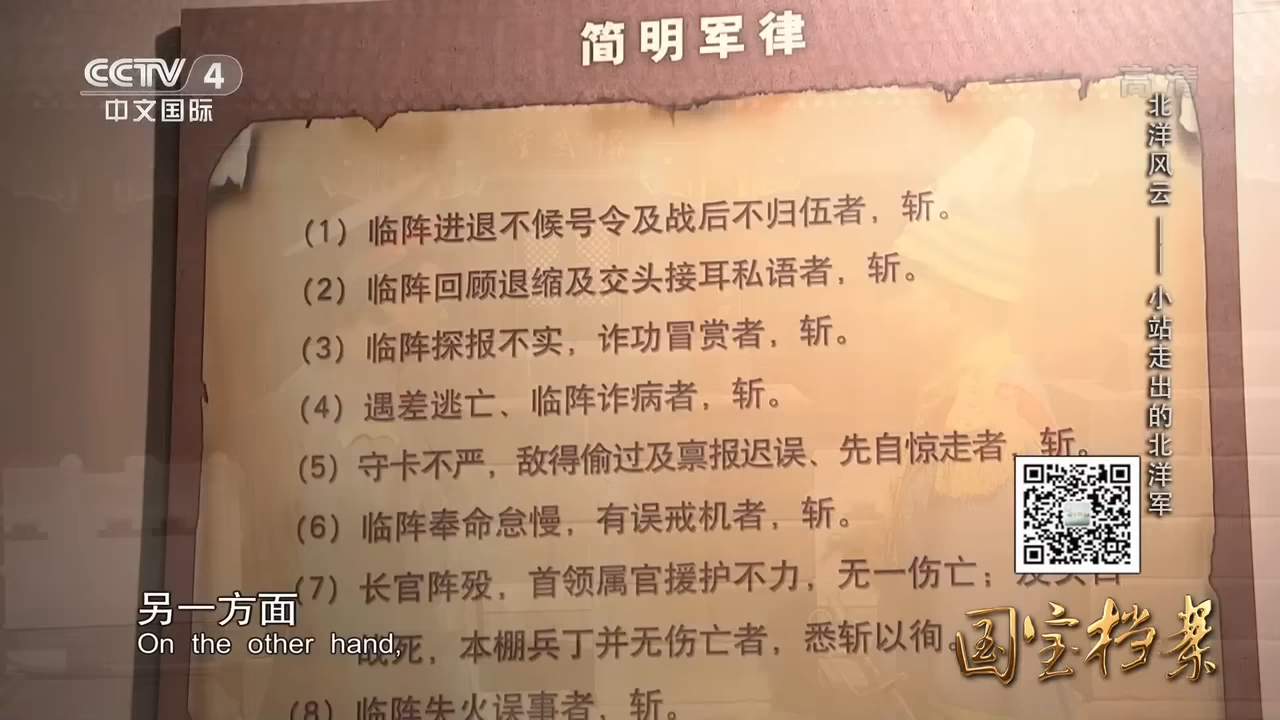 简明军律
CCTV 4
中文国际
高清
北洋风云——小站走出的北洋军
(1) 临阵进退不候号令及战后不归伍者，斩。
(2) 临阵回顾退缩及交头接耳私语者，斩。
(3) 临阵探报不实，诈功冒赏者，斩。
(4) 遇差逃亡、临阵诈病者，斩。
(5) 守卡不严，敌得偷过及禀报迟误、先自惊走者，斩。
(6) 临阵奉命怠慢，有误戎机者，斩。
(7) 长官阵殁，首领属官援护不力，无一伤亡；及头目
战死，本棚兵丁并无伤亡者，悉斩以徇。
(8) 临阵失火误事者，斩。
另一方面
On the other hand,
国宝档案